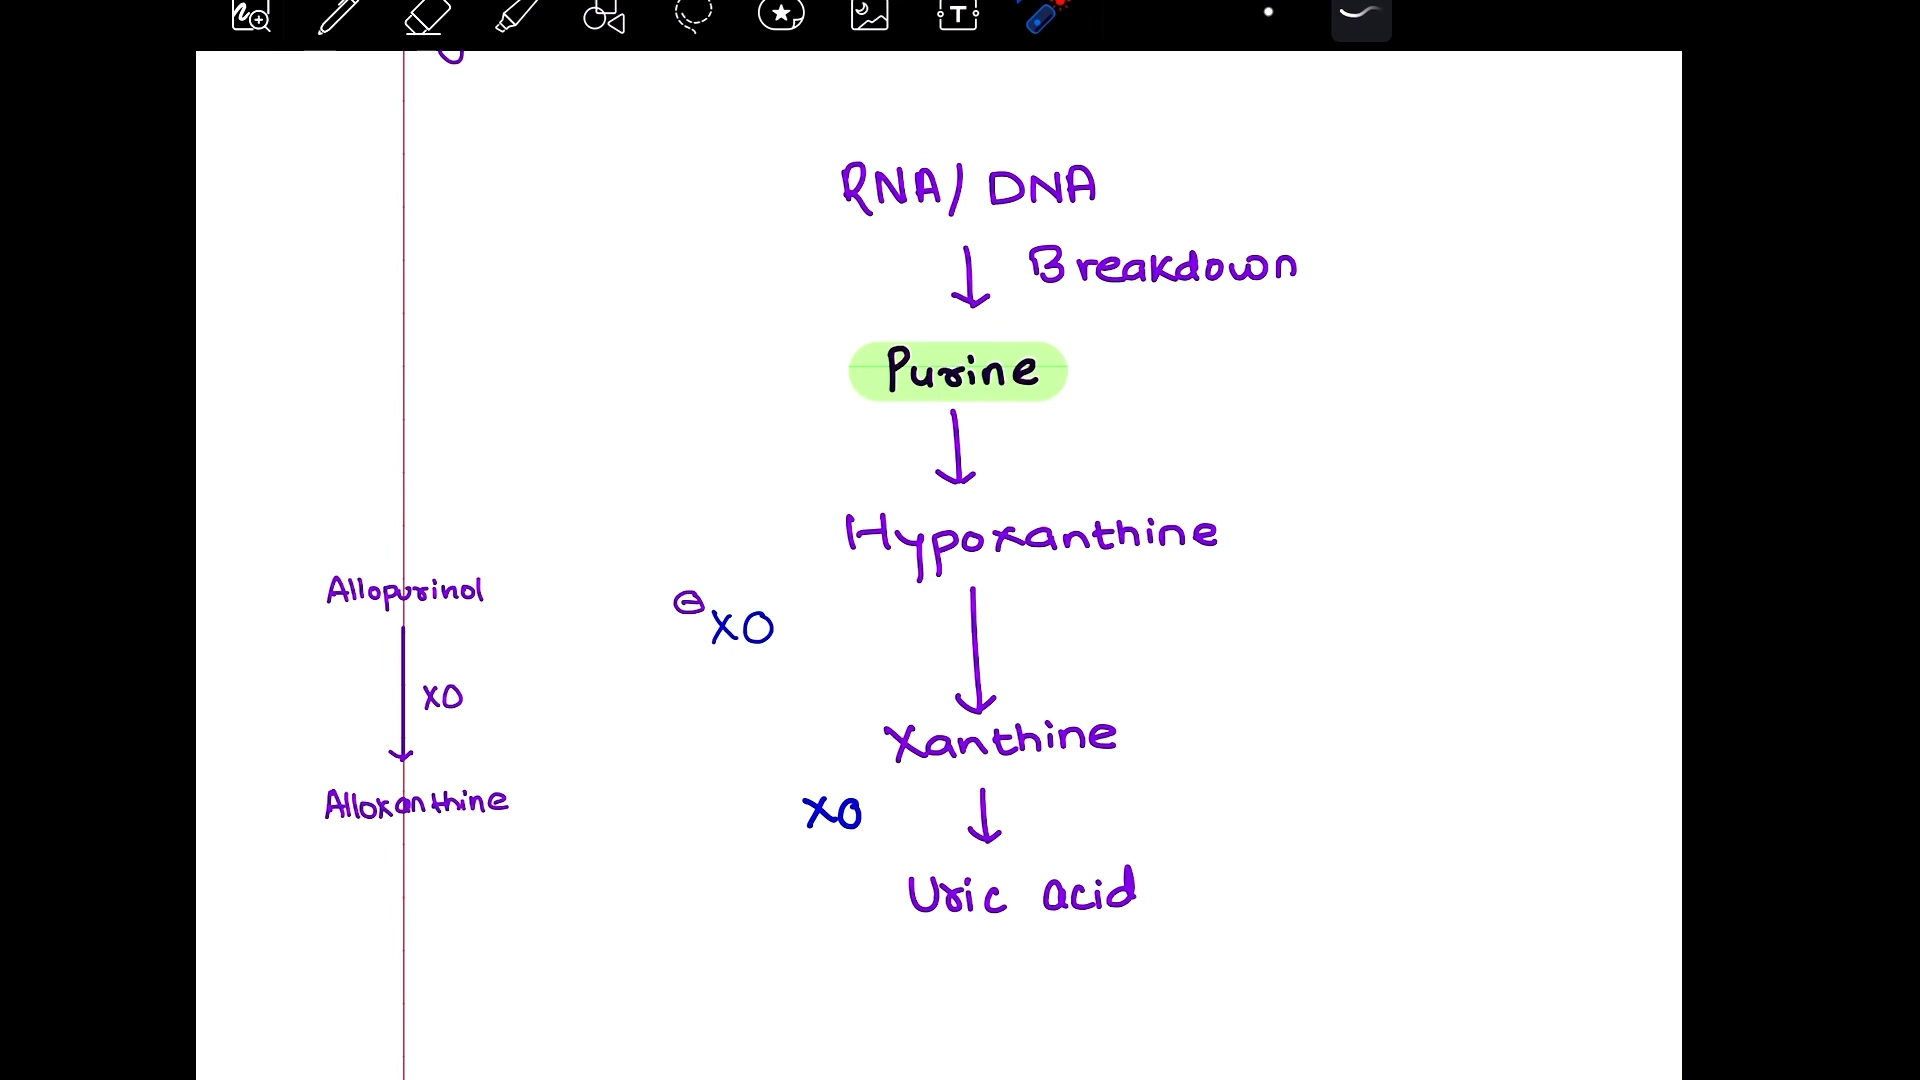 RNA/ DNA
Breakdown
Purine
Hypoxanthine
Allopurinol
⊖ XO
XO
Xanthine
Alloxanthine
XO
Uric acid